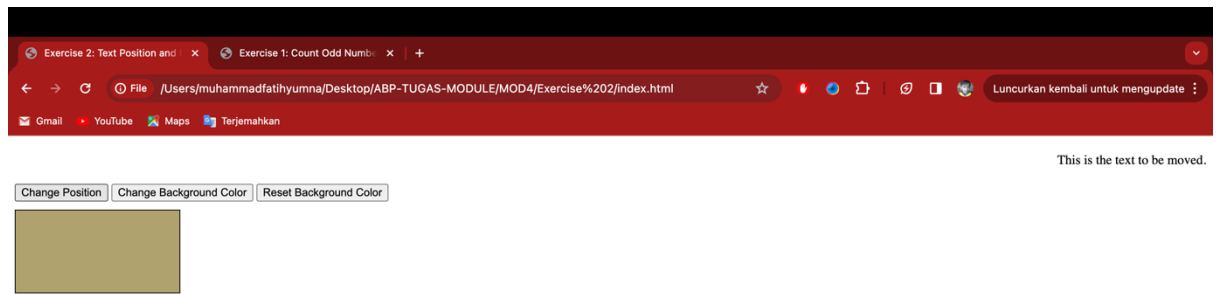 Exercise 2: Text Position and
Exercise 1: Count Odd Numbe
File /Users/muhammadfatihyumna/Desktop/ABP-TUGAS-MODULE/MOD4/Exercise%202/index.html
Luncurkan kembali untuk mengupdate
Gmail YouTube Maps Terjemahkan
This is the text to be moved.
Change Position Change Background Color Reset Background Color